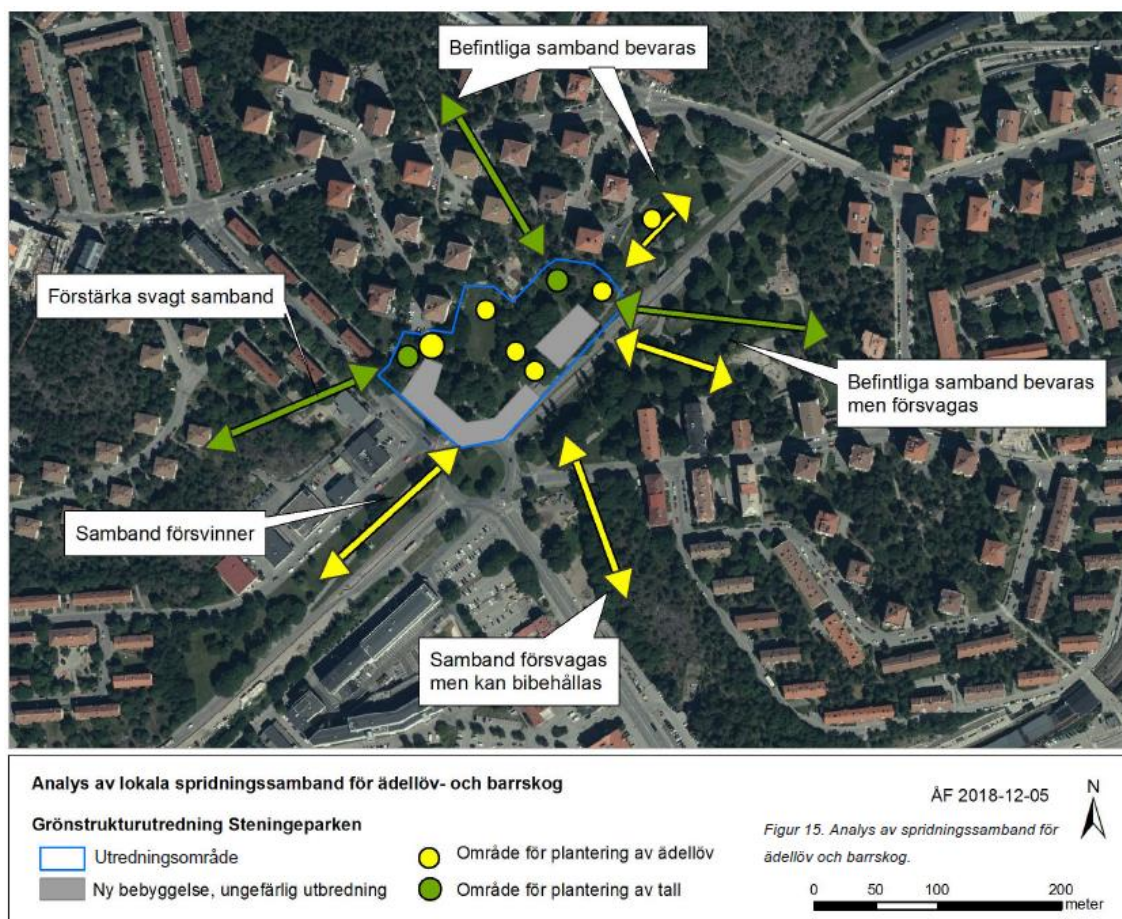 Befintliga samband bevaras
Förstärka svagt samband
Befintliga samband bevaras
men försvagas
Samband försvinner
Samband försvagas
men kan bibehållas
Analys av lokala spridningssamband för ädellöv- och barrskog
Grönstrukturutredning Steningeparken
Utredningsområde
Ny bebyggelse, ungefärlig utbredning
Område för plantering av ädellöv
Område för plantering av tall
ÅF 2018-12-05
N
Figur 15. Analys av spridningssamband för
ädellöv och barrskog.
0 50 100 200
meter